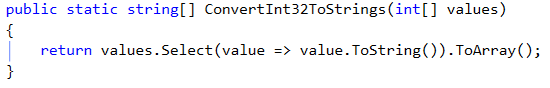 public static string[] ConvertInt32ToStrings(int[] values)
{
    return values.Select(value => value.ToString()).ToArray();
}